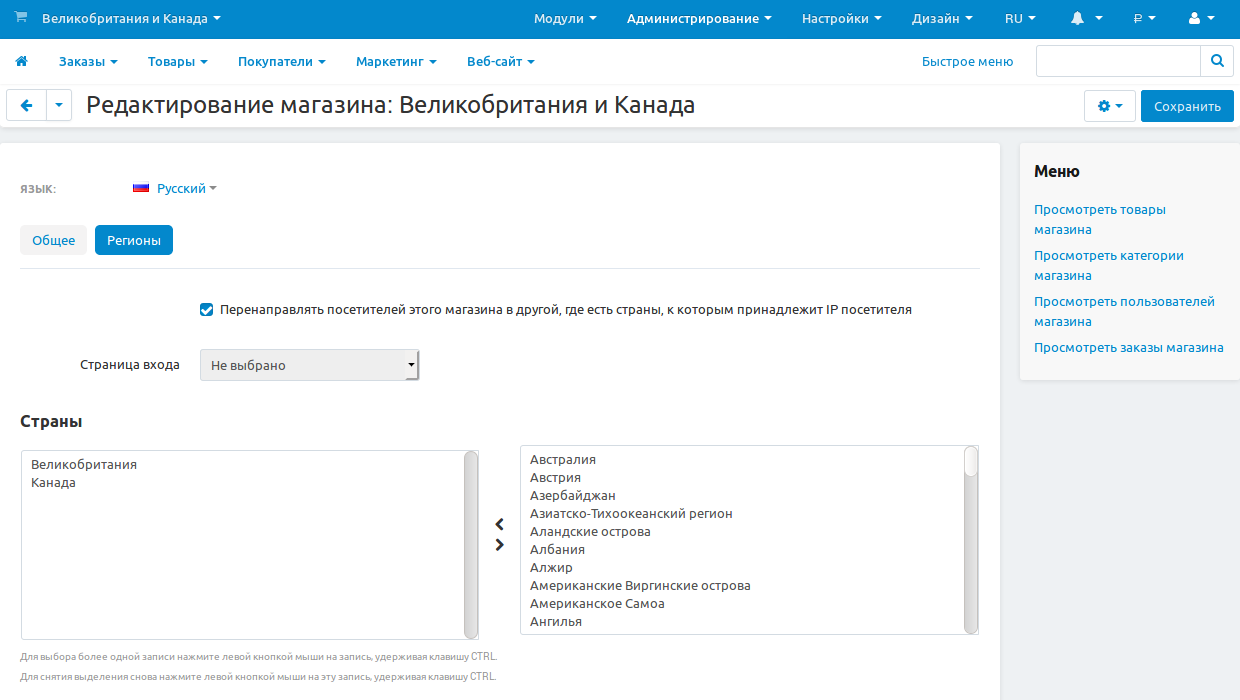 Великобритания и Канада Модули Администрирование Настройки Дизайн RU ₽
Заказы Товары Покупатели Маркетинг Веб-сайт Быстрое меню
Редактирование магазина: Великобритания и Канада Сохранить
ЯЗЫК: Русский
Общее Регионы
Перенаправлять посетителей этого магазина в другой, где есть страны, к которым принадлежит IP посетителя
Страница входа Не выбрано
Страны
Великобритания
Канада
Австралия
Австрия
Азербайджан
Азиатско-Тихоокеанский регион
Аландские острова
Албания
Алжир
Американские Виргинские острова
Американское Самоа
Ангилья
Для выбора более одной записи нажмите левой кнопкой мыши на запись, удерживая клавишу CTRL.
Для снятия выделения снова нажмите левой кнопкой мыши на эту запись, удерживая клавишу CTRL.
Меню
Просмотреть товары
магазина
Просмотреть категории
магазина
Просмотреть пользователей
магазина
Просмотреть заказы магазина